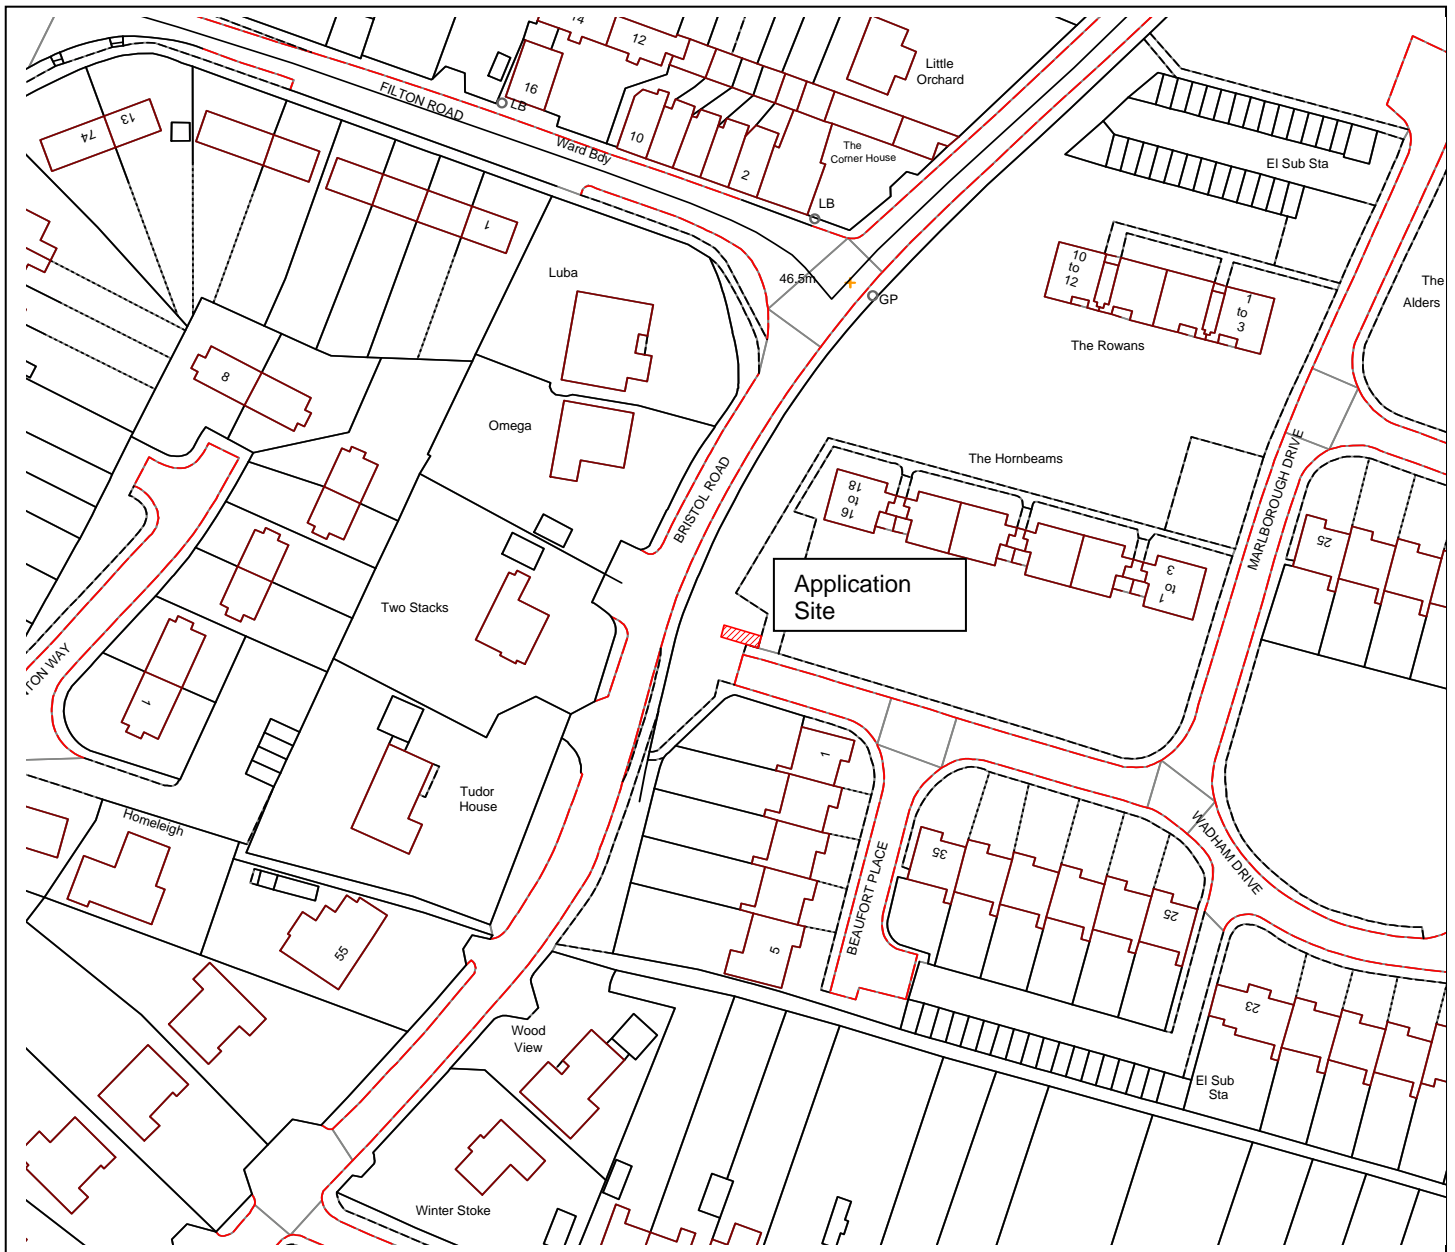 14
12
Little
Orchard
16
LB
FILTON ROAD
Ward Bdy
10
2
The
Corner House
LB
El Sub Sta
13
74
1
Luba
46.5m
GP
10
to
12
1
to
3
The Rowans
The
Alders
8
Omega
BRISTOL ROAD
The Hornbeams
MARLBOROUGH DRIVE
18
to
16
25
3
to
1
Application
Site
Two Stacks
TON WAY
1
1
Tudor
House
Homeleigh
35
25
WADHAM DRIVE
BEAUFORT PLACE
55
5
23
Wood
View
El Sub
Sta
Winter Stoke